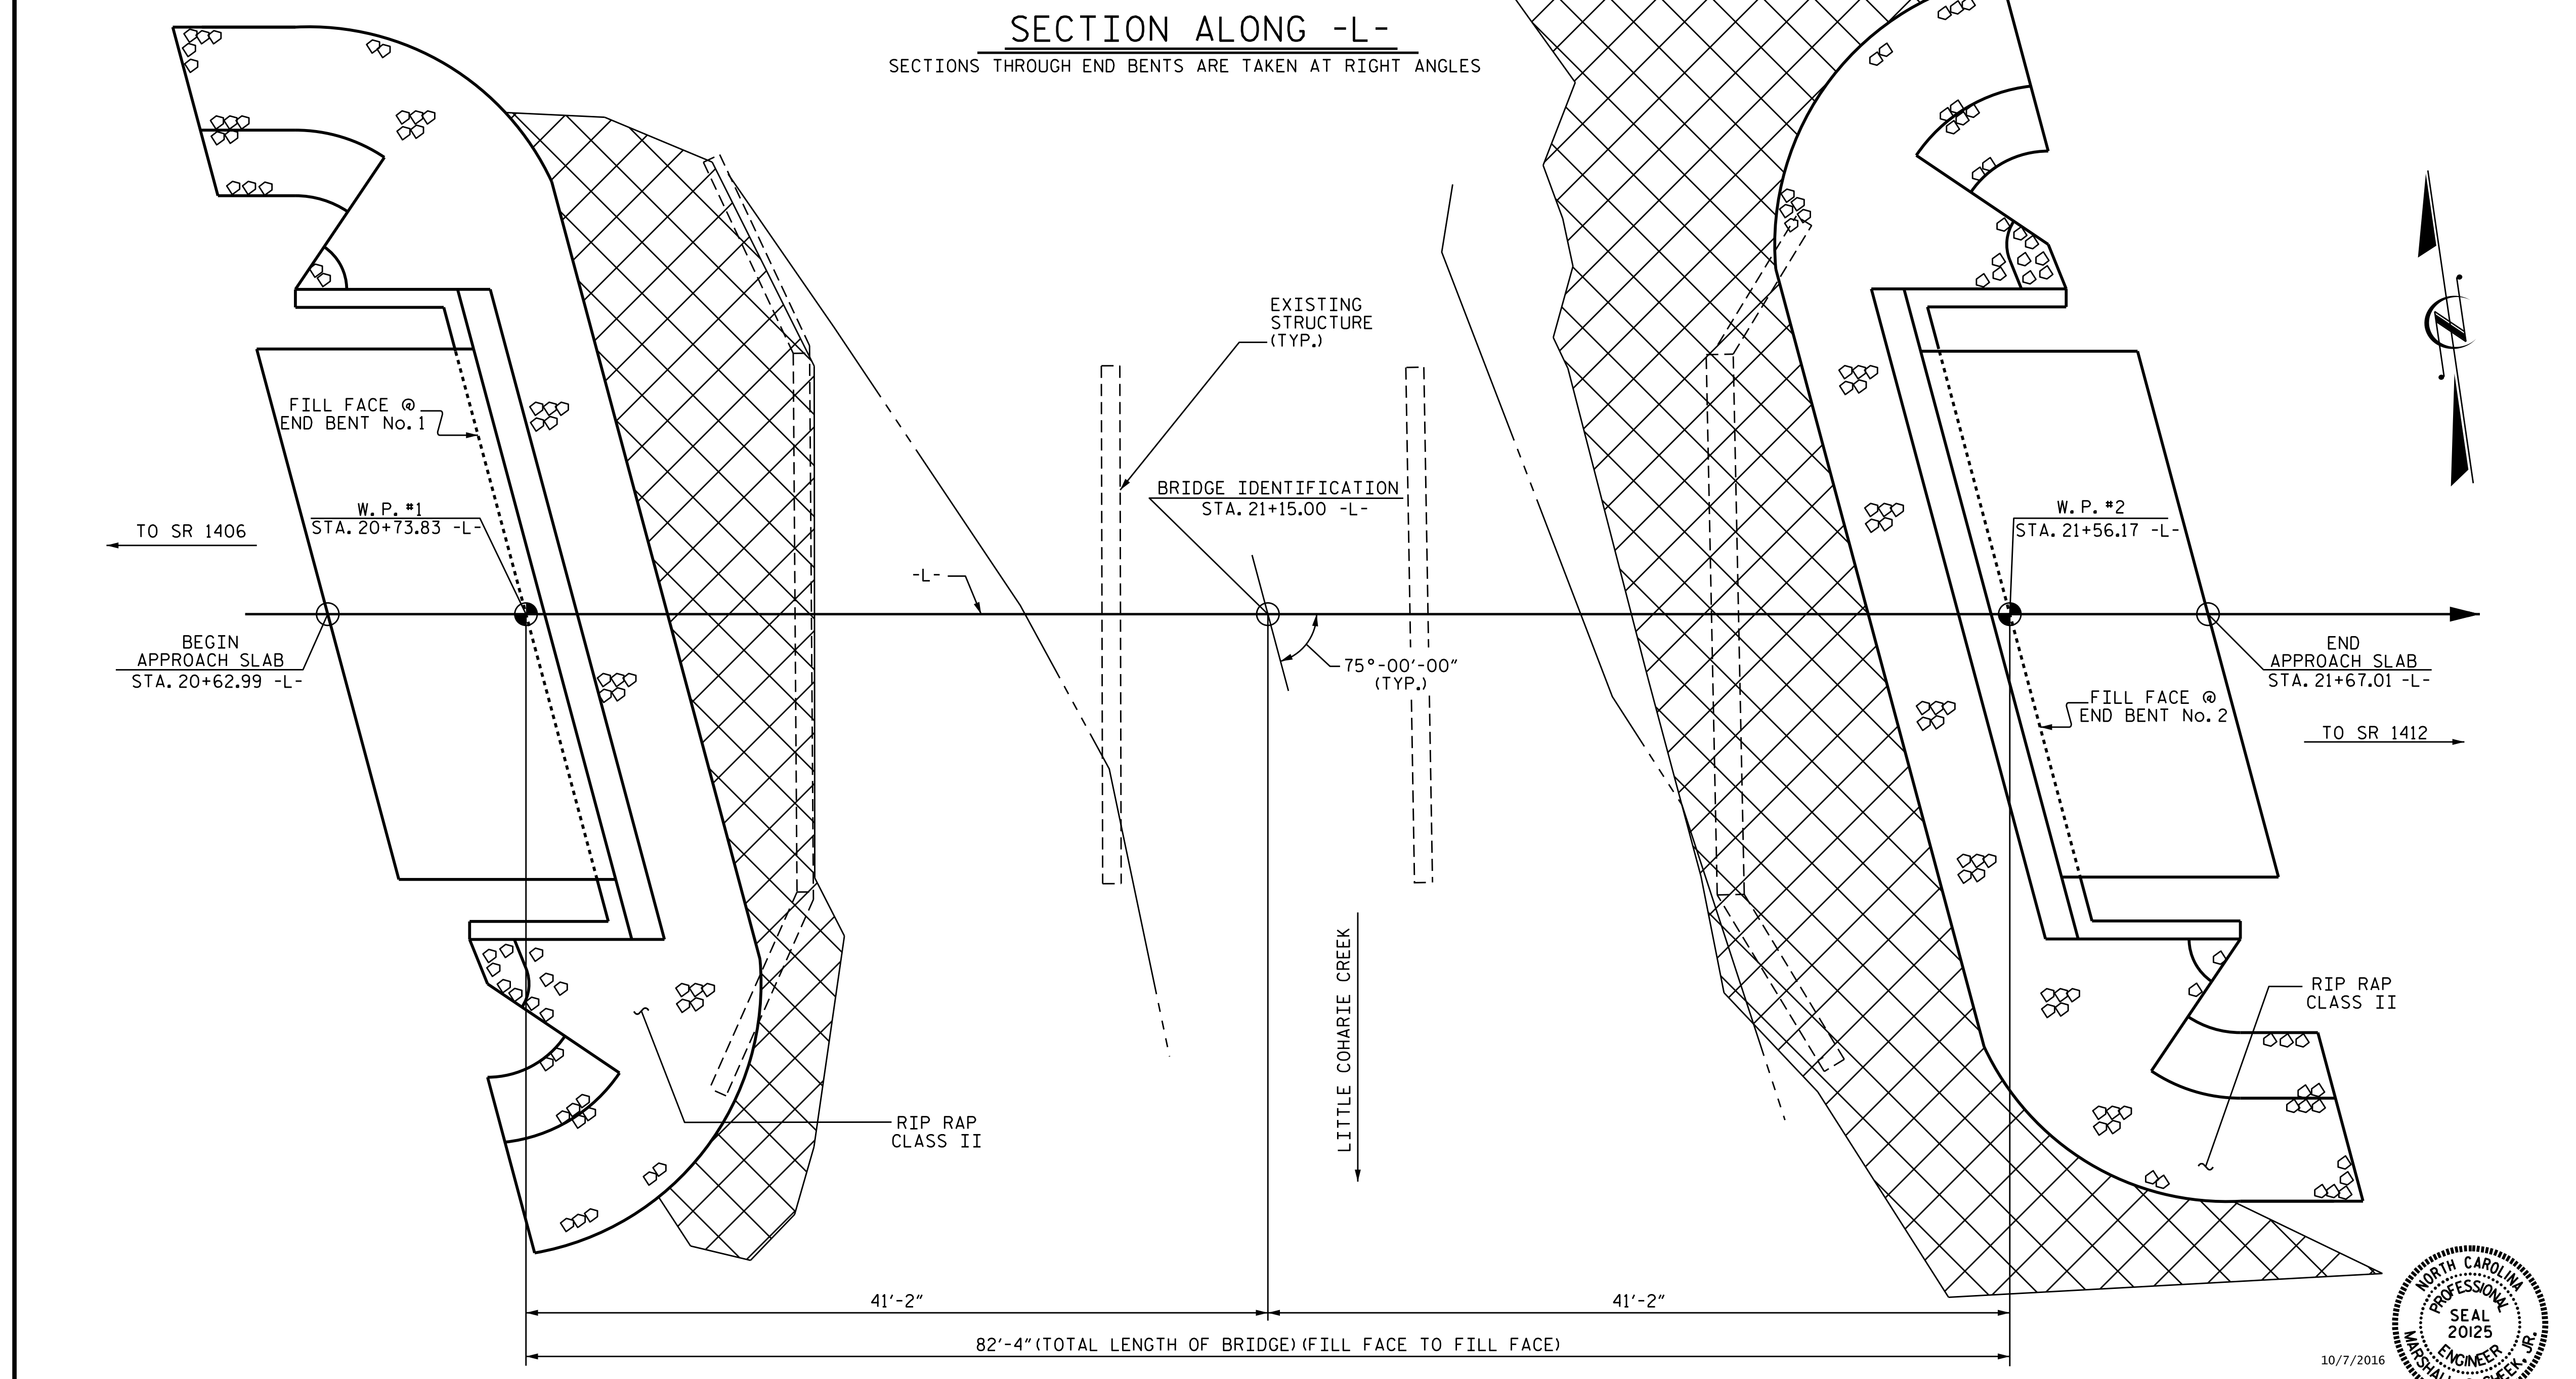 SECTION ALONG -L-
SECTIONS THROUGH END BENTS ARE TAKEN AT RIGHT ANGLES
EXISTING
STRUCTURE
(TYP.)
FILL FACE @
END BENT No. 1
BRIDGE IDENTIFICATION
STA. 21+15.00 -L-
W.P. #1
STA. 20+73.83 -L-
W.P. #2
STA. 21+56.17 -L-
TO SR 1406
-L-
BEGIN
APPROACH SLAB
STA. 20+62.99 -L-
75°-00'-00"
(TYP.)
END
APPROACH SLAB
STA. 21+67.01 -L-
FILL FACE @
END BENT No. 2
TO SR 1412
LITTLE COHARIE CREEK
RIP RAP
CLASS II
RIP RAP
CLASS II
41'-2"
41'-2"
82'-4" (TOTAL LENGTH OF BRIDGE) (FILL FACE TO FILL FACE)
NORTH CAROLINA
PROFESSIONAL
SEAL
20125
ENGINEER
MARSHALL
CHEEK, JR.
10/7/2016